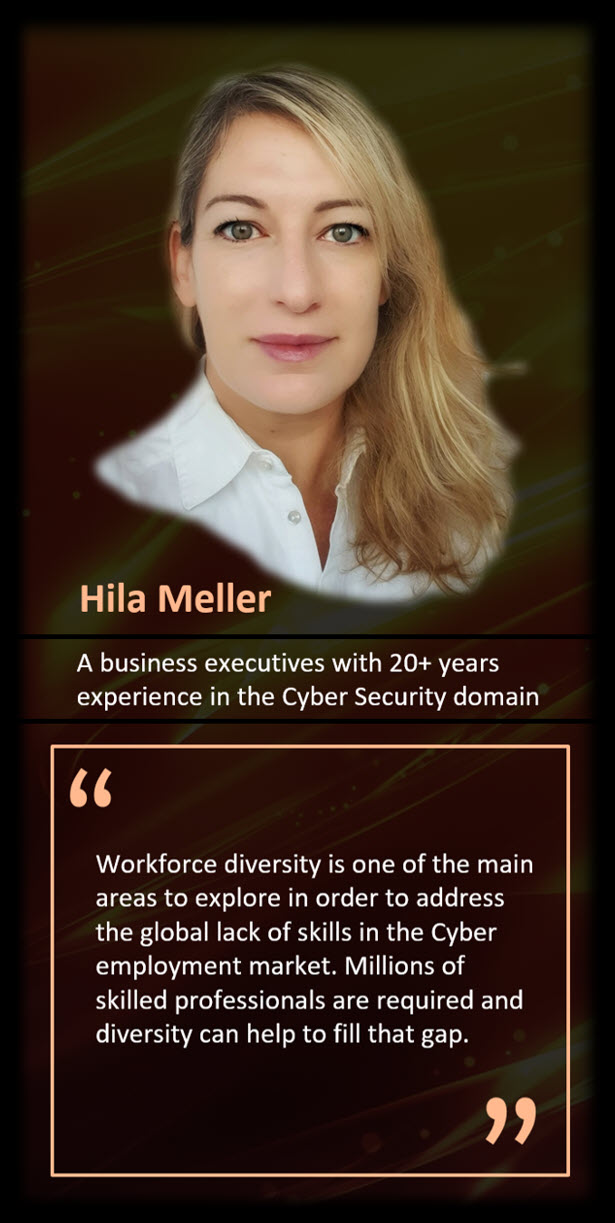 Hila Meller
A business executives with 20+ years
experience in the Cyber Security domain
“
Workforce diversity is one of the main
areas to explore in order to address
the global lack of skills in the Cyber
employment market. Millions of
skilled professionals are required and
diversity can help to fill that gap.
”